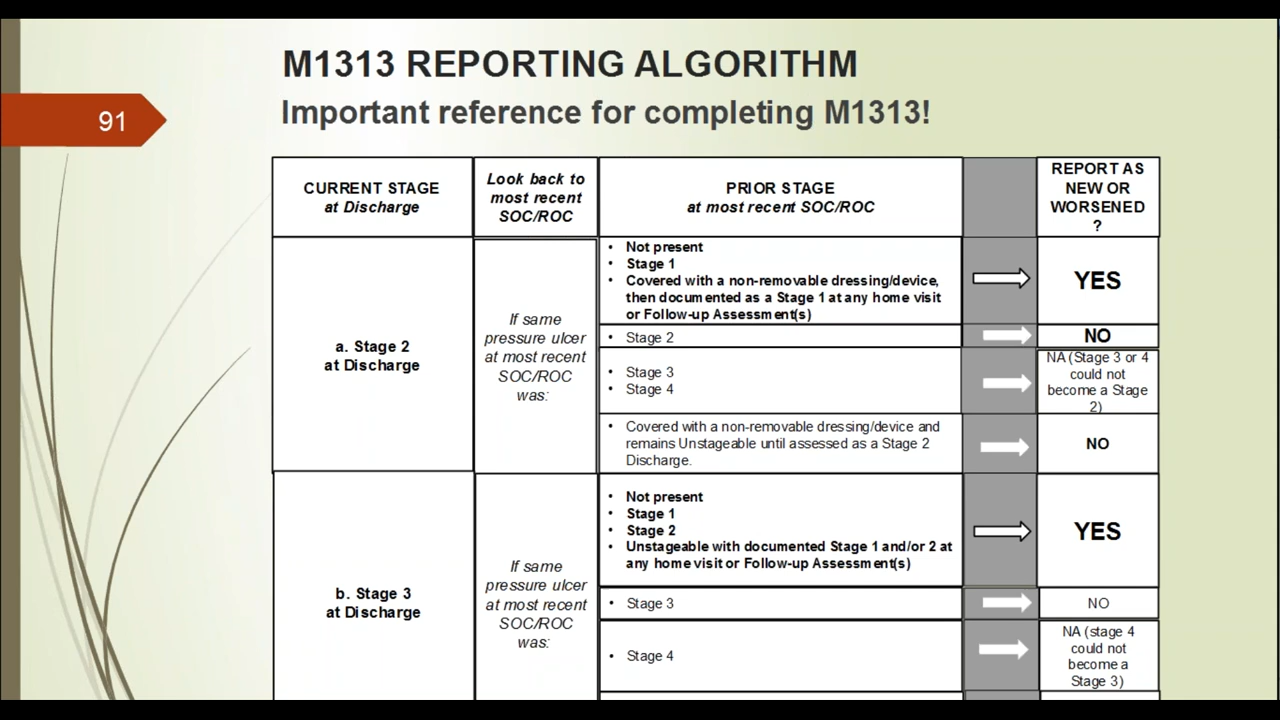 M1313 REPORTING ALGORITHM
Important reference for completing M1313!
91
CURRENT STAGE
at Discharge
Look back to
most recent
SOC/ROC
PRIOR STAGE
at most recent SOC/ROC
REPORT AS
NEW OR
WORSENED
?
a. Stage 2
at Discharge
If same
pressure ulcer
at most recent
SOC/ROC
was:
• Not present
• Stage 1
• Covered with a non-removable dressing/device,
then documented as a Stage 1 at any home visit
or Follow-up Assessment(s)
YES
• Stage 2
NO
• Stage 3
• Stage 4
NA (Stage 3 or 4
could not
become a Stage
2)
• Covered with a non-removable dressing/device and
remains Unstageable until assessed as a Stage 2
Discharge.
NO
b. Stage 3
at Discharge
If same
pressure ulcer
at most recent
SOC/ROC
was:
• Not present
• Stage 1
• Stage 2
• Unstageable with documented Stage 1 and/or 2 at
any home visit or Follow-up Assessment(s)
YES
• Stage 3
NO
• Stage 4
NA (stage 4
could not
become a
Stage 3)